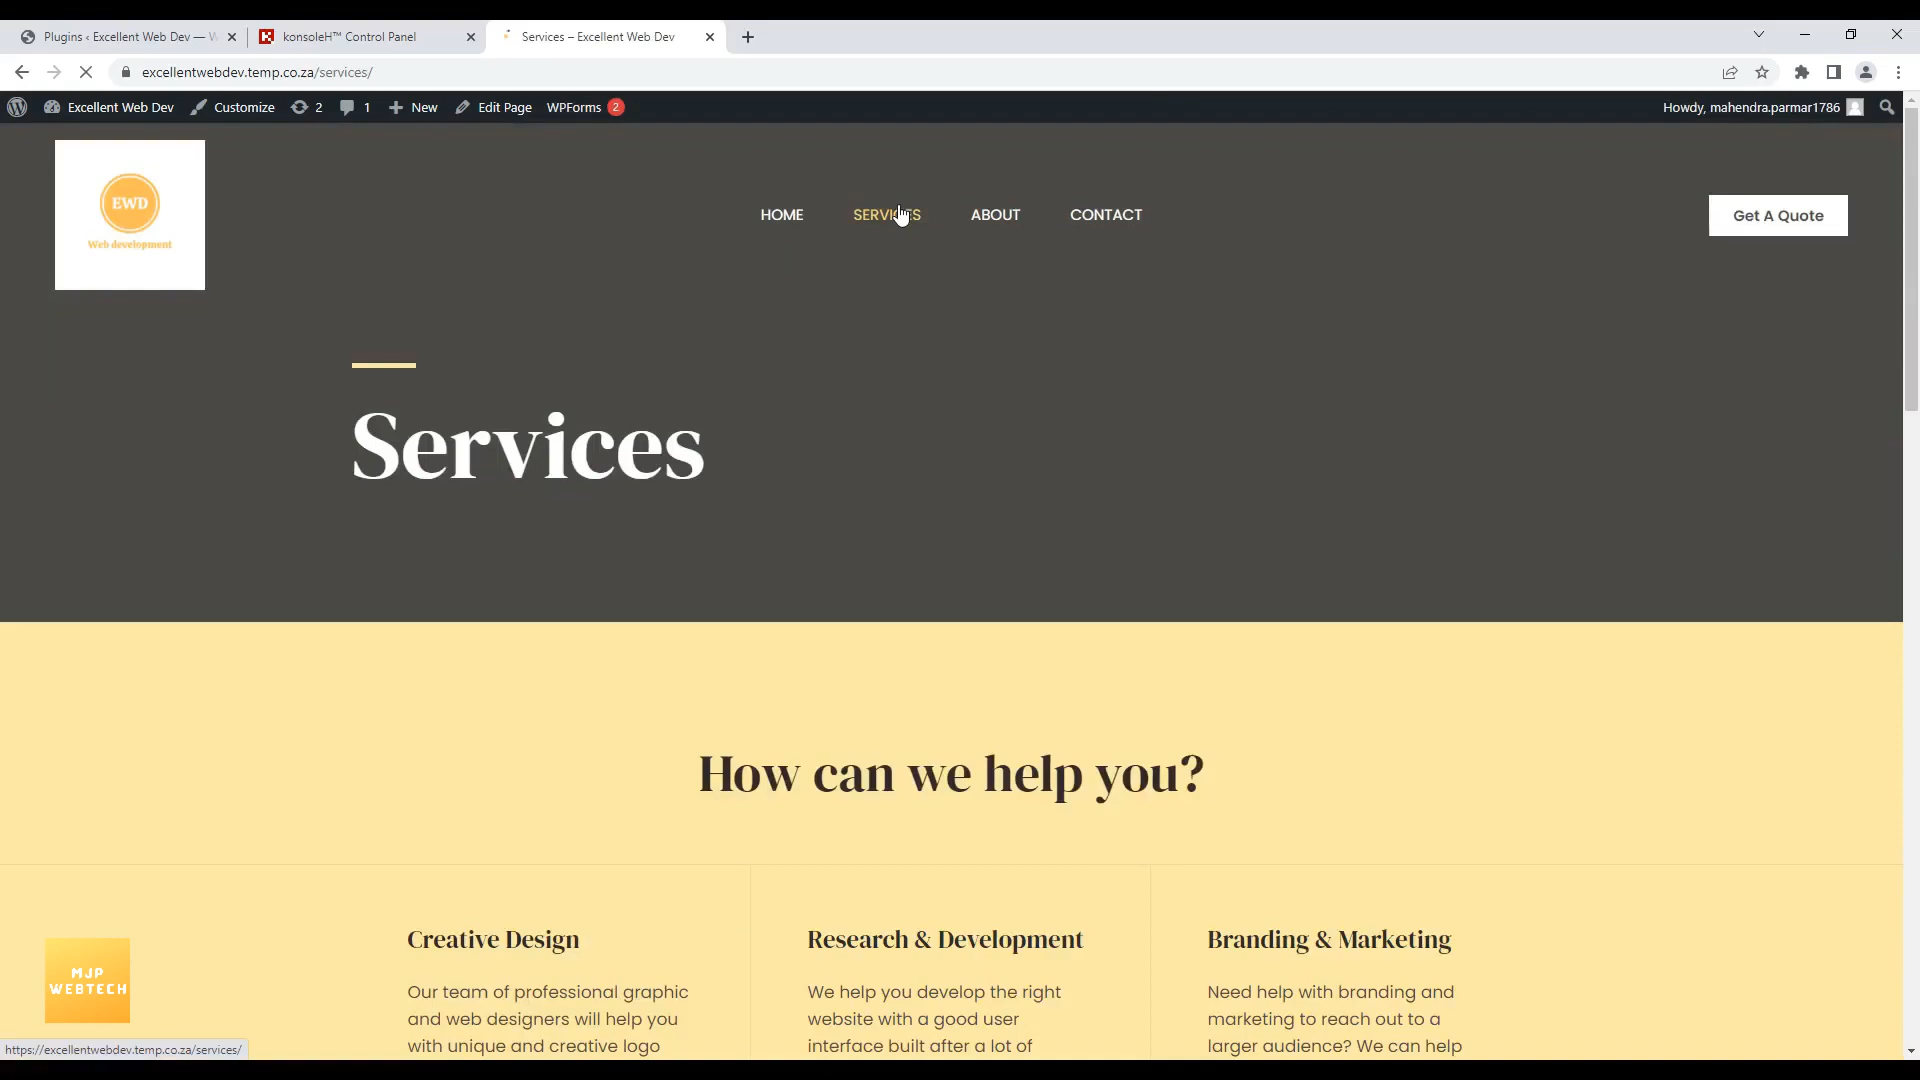 Plugins ‹ Excellent Web Dev — W
konsoleH™ Control Panel
Services – Excellent Web Dev
excellentwebdev.temp.co.za/services/
Excellent Web Dev
Customize
2
1
New
Edit Page
WPForms 2
Howdy, mahendra.parmar1786
EWD
Web development
HOME
SERVICES
ABOUT
CONTACT
Get A Quote
Services
How can we help you?
Creative Design
Our team of professional graphic
and web designers will help you
with unique and creative logo
Research & Development
We help you develop the right
website with a good user
interface built after a lot of
Branding & Marketing
Need help with branding and
marketing to reach out to a
larger audience? We can help
MJP
WEBTECH
https://excellentwebdev.temp.co.za/services/